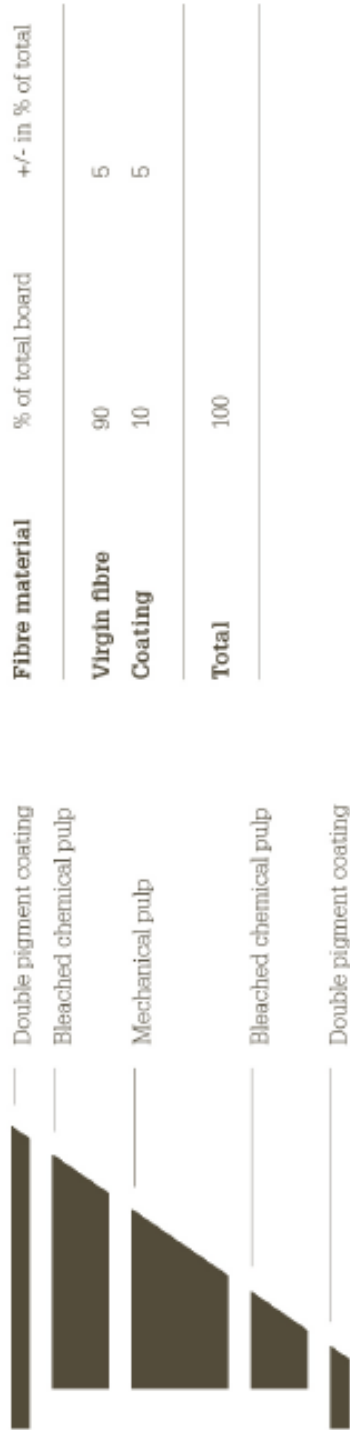 Double pigment coating
Bleached chemical pulp
Mechanical pulp
Bleached chemical pulp
Double pigment coating
Fibre material % of total board +/- in % of total
Virgin fibre 90 5
Coating 10 5
Total 100